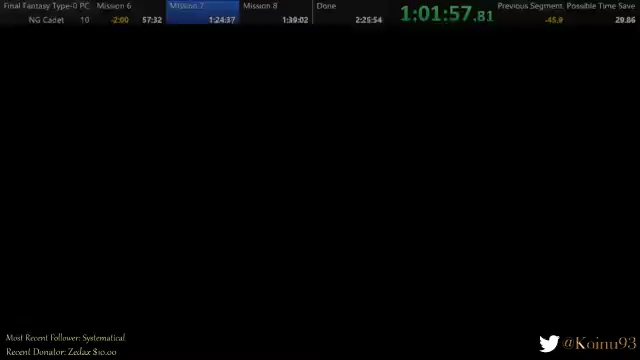 Final Fantasy Type-0 PC Mission 6 Mission 7 Mission 8 Done 1:01:57.81 Previous Segment. Possible Time Save
NG Cadet 10 -2:00 57:32 1:24:37 1:39:02 2:25:54 -45.9 29.86
Most Recent Follower: Systematical
Recent Donator: Zedax $10.00
@Koinu93